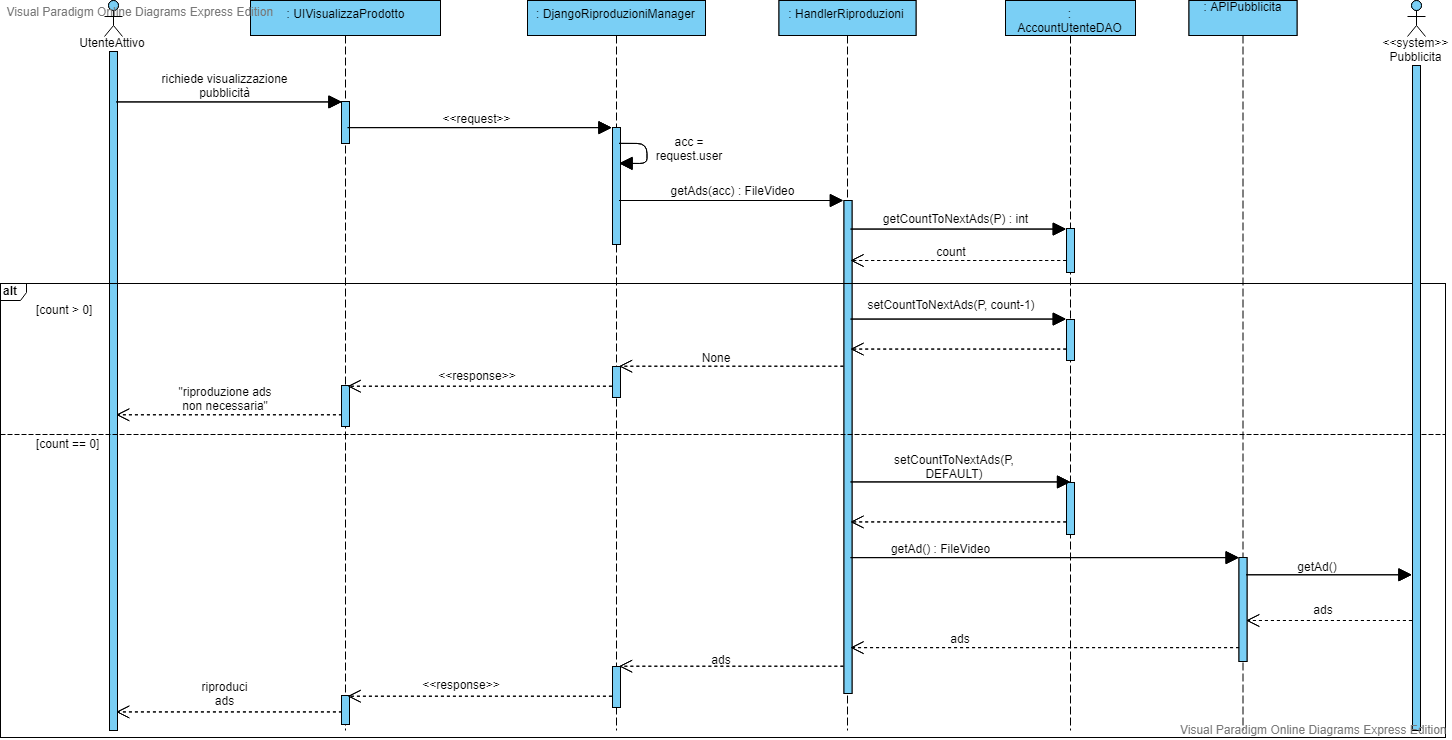 Visual Paradigm Online Diagrams Express Edition
: UIVisualizzaProdotto
: DjangoRiproduzioniManager
: HandlerRiproduzioni
:
AccountUtenteDAO
: APIPubblicita
UtenteAttivo
<<system>>
Pubblicita
richiede visualizzazione
pubblicità
<<request>>
acc =
request.user
getAds(acc) : FileVideo
getCountToNextAds(P) : int
count
alt
[count > 0]
setCountToNextAds(P, count-1)
None
<<response>>
"riproduzione ads
non necessaria"
[count == 0]
setCountToNextAds(P,
DEFAULT)
getAd() : FileVideo
getAd()
ads
ads
ads
<<response>>
riproduci
ads
Visual Paradigm Online Diagrams Express Edition